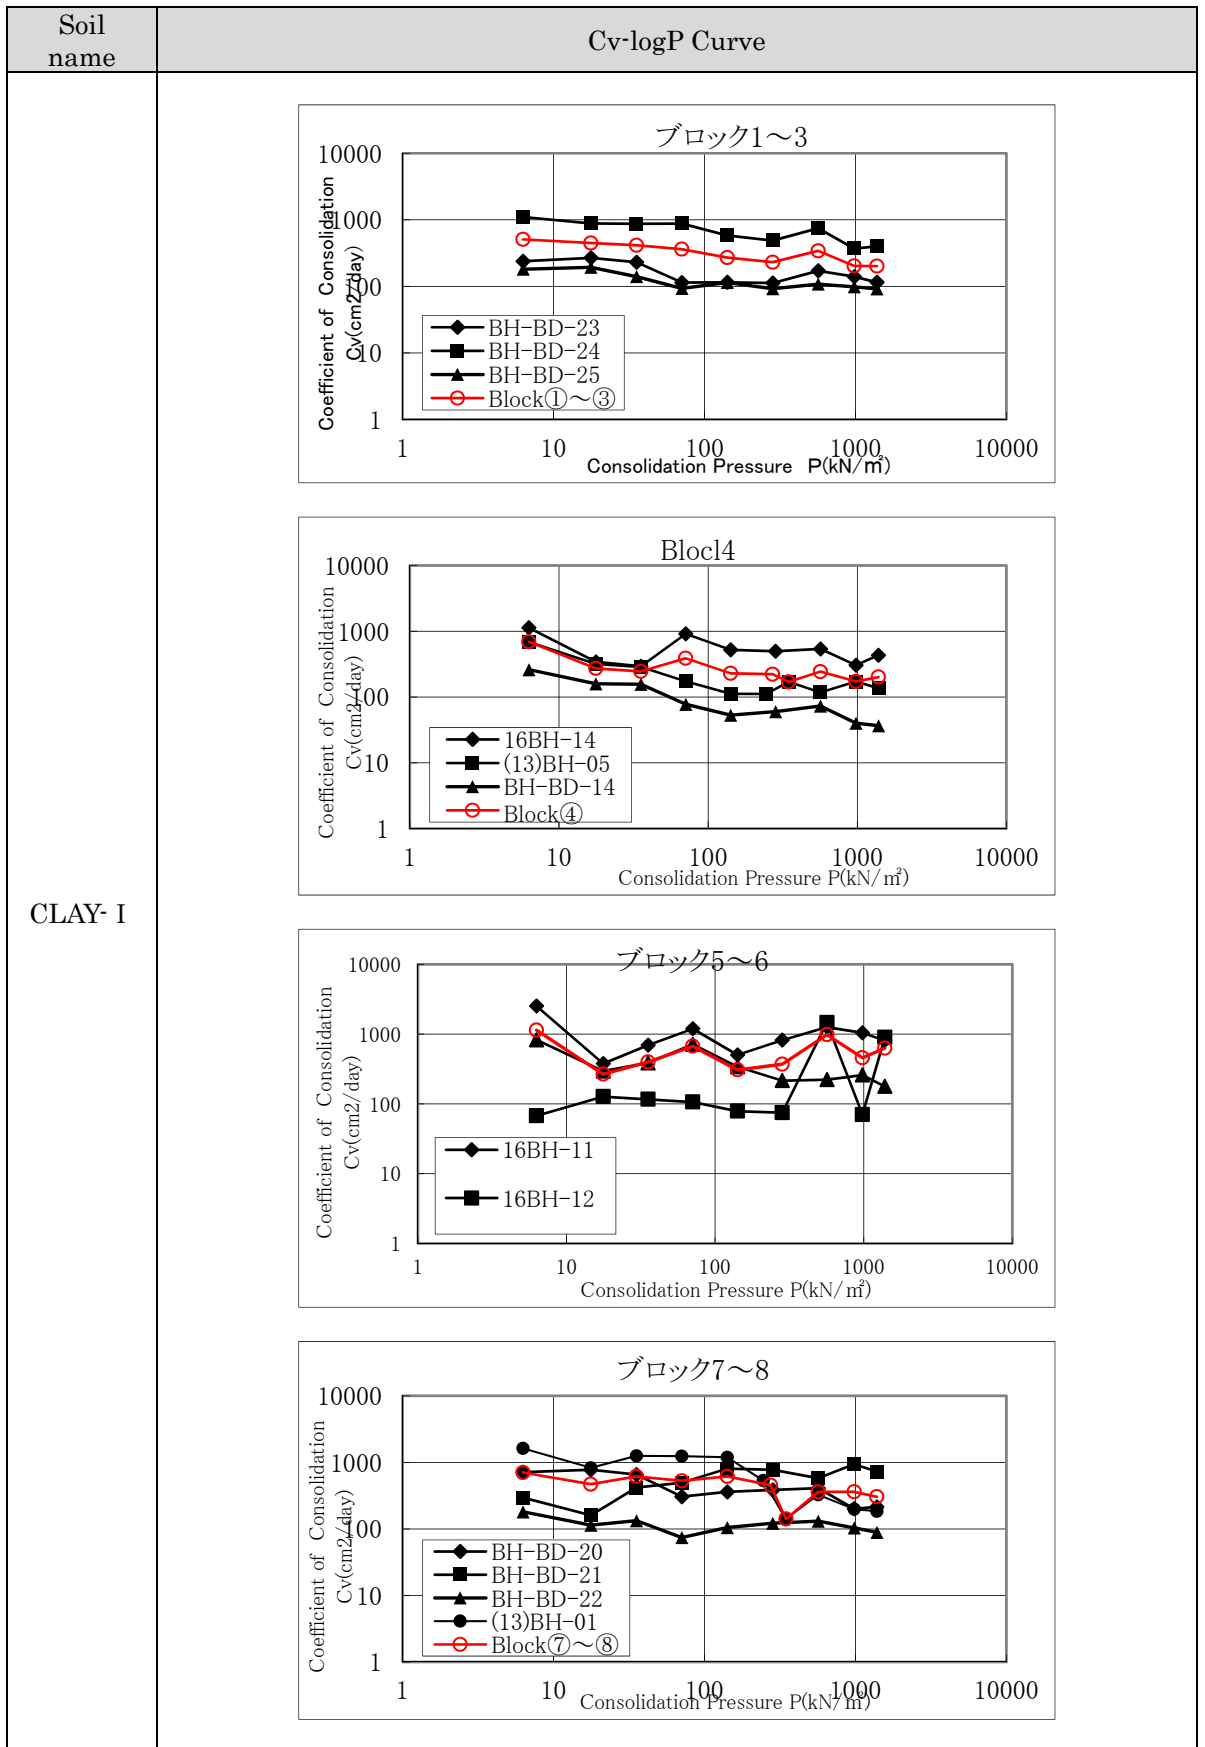 Soil
name
Cv-logP Curve
CLAY- I
ブロック1～3
10000
1000
100
10
1
Coefficient of Consolidation
Cv(cm2/day)
BH-BD-23
BH-BD-24
BH-BD-25
Block①～③
1
10
100
1000
10000
Consolidation Pressure P(kN/㎡)
Blocl4
10000
1000
100
10
1
Coefficient of Consolidation
Cv(cm2/day)
16BH-14
(13)BH-05
BH-BD-14
Block④
1
10
100
1000
10000
Consolidation Pressure P(kN/㎡)
ブロック5～6
10000
1000
100
10
1
Coefficient of Consolidation
Cv(cm2/day)
16BH-11
16BH-12
1
10
100
1000
10000
Consolidation Pressure P(kN/㎡)
ブロック7～8
10000
1000
100
10
1
Coefficient of Consolidation
Cv(cm2/day)
BH-BD-20
BH-BD-21
BH-BD-22
(13)BH-01
Block⑦～⑧
1
10
100
1000
10000
Consolidation Pressure P(kN/㎡)